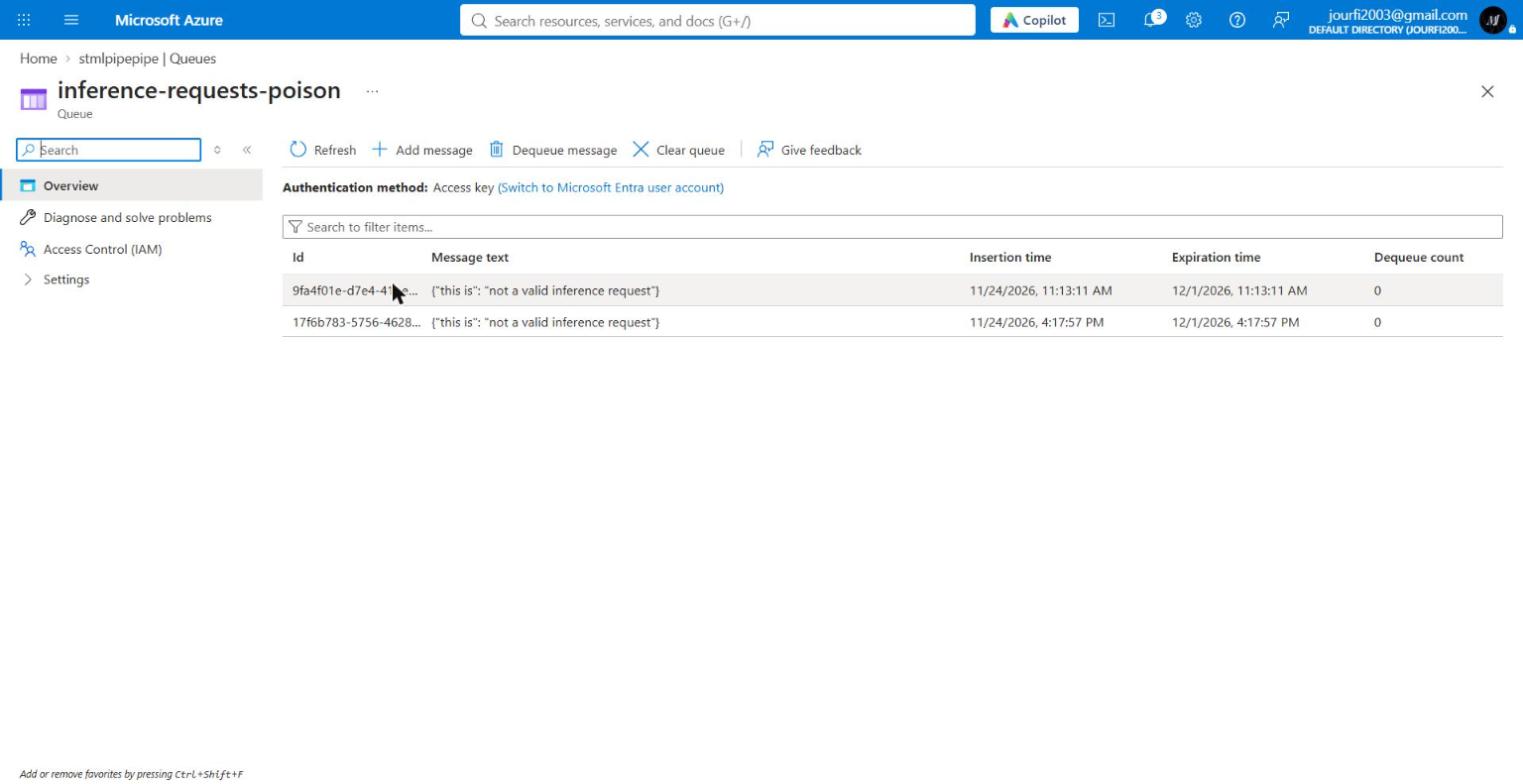 Microsoft Azure
Search resources, services, and docs (G+/)
Copilot
3
jourfi2003@gmail.com
DEFAULT DIRECTORY (JOURFI200...
Home > stmlpipepipe | Queues
inference-requests-poison ...
Queue
Search
Refresh Add message Dequeue message Clear queue Give feedback
Overview
Diagnose and solve problems
Access Control (IAM)
Settings
Authentication method: Access key (Switch to Microsoft Entra user account)
Search to filter items...
Id Message text Insertion time Expiration time Dequeue count
{"this is": "not a valid inference request"} 11/24/2026, 11:13:11 AM 12/1/2026, 11:13:11 AM 0
17f6b783-5756-4628... {"this is": "not a valid inference request"} 11/24/2026, 4:17:57 PM 12/1/2026, 4:17:57 PM 0
Add or remove favorites by pressing Ctrl+Shift+F